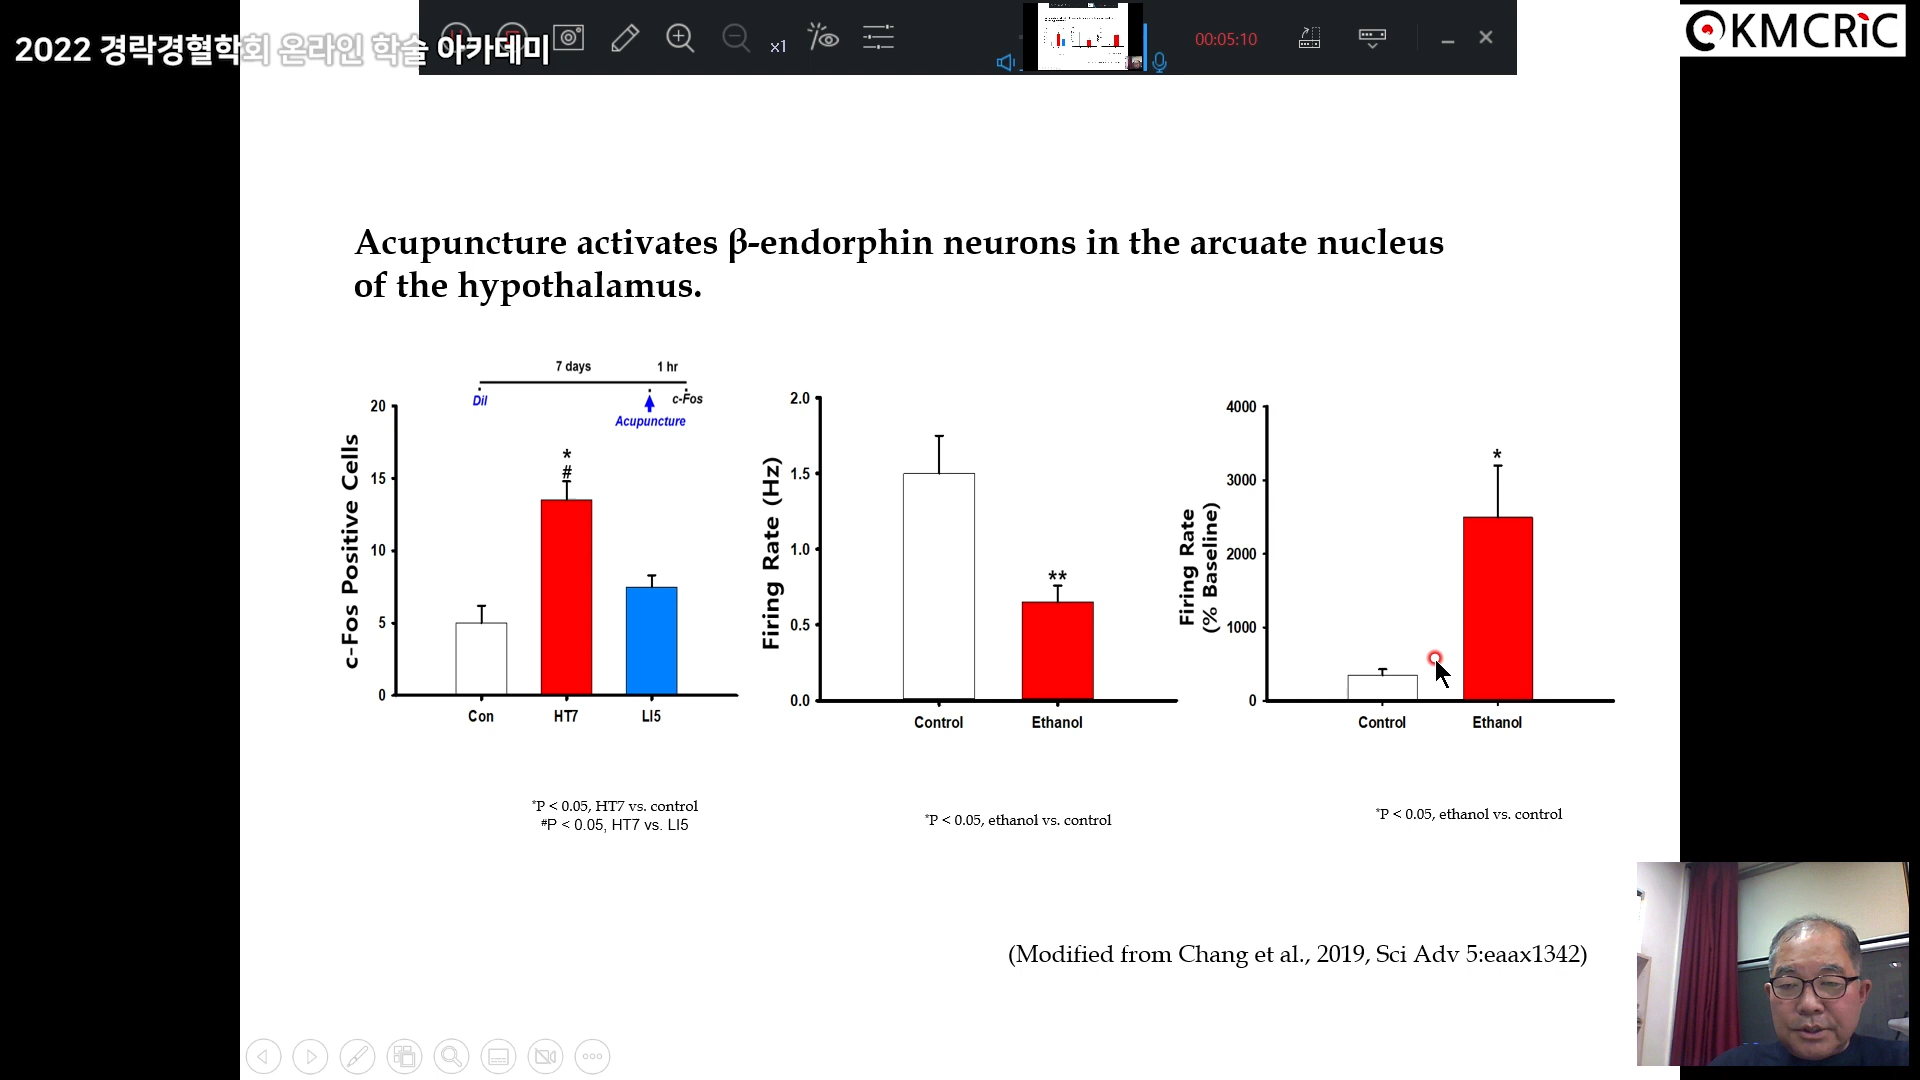 2022 경락경혈학회 온라인 학술 아카데미
x1
00:05:10
KMCRiC
Acupuncture activates β-endorphin neurons in the arcuate nucleus
of the hypothalamus.
7 days
1 hr
DiI
c-Fos
Acupuncture
c-Fos Positive Cells
20
15
10
5
0
*
#
Con
HT7
LI5
*P < 0.05, HT7 vs. control
#P < 0.05, HT7 vs. LI5
Firing Rate (Hz)
2.0
1.5
1.0
0.5
0.0
**
Control
Ethanol
*P < 0.05, ethanol vs. control
Firing Rate
(% Baseline)
4000
3000
2000
1000
0
*
Control
Ethanol
*P < 0.05, ethanol vs. control
(Modified from Chang et al., 2019, Sci Adv 5:eaax1342)